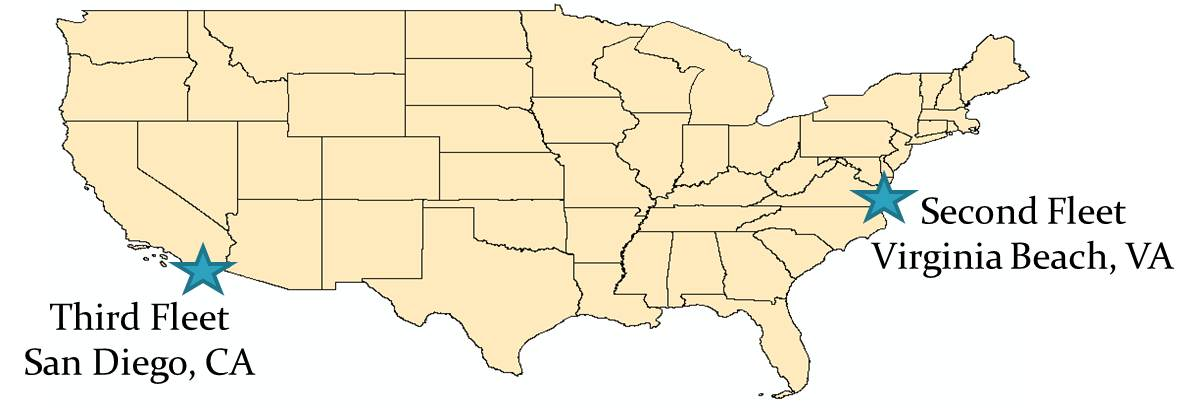 Second Fleet
Virginia Beach, VA
Third Fleet
San Diego, CA